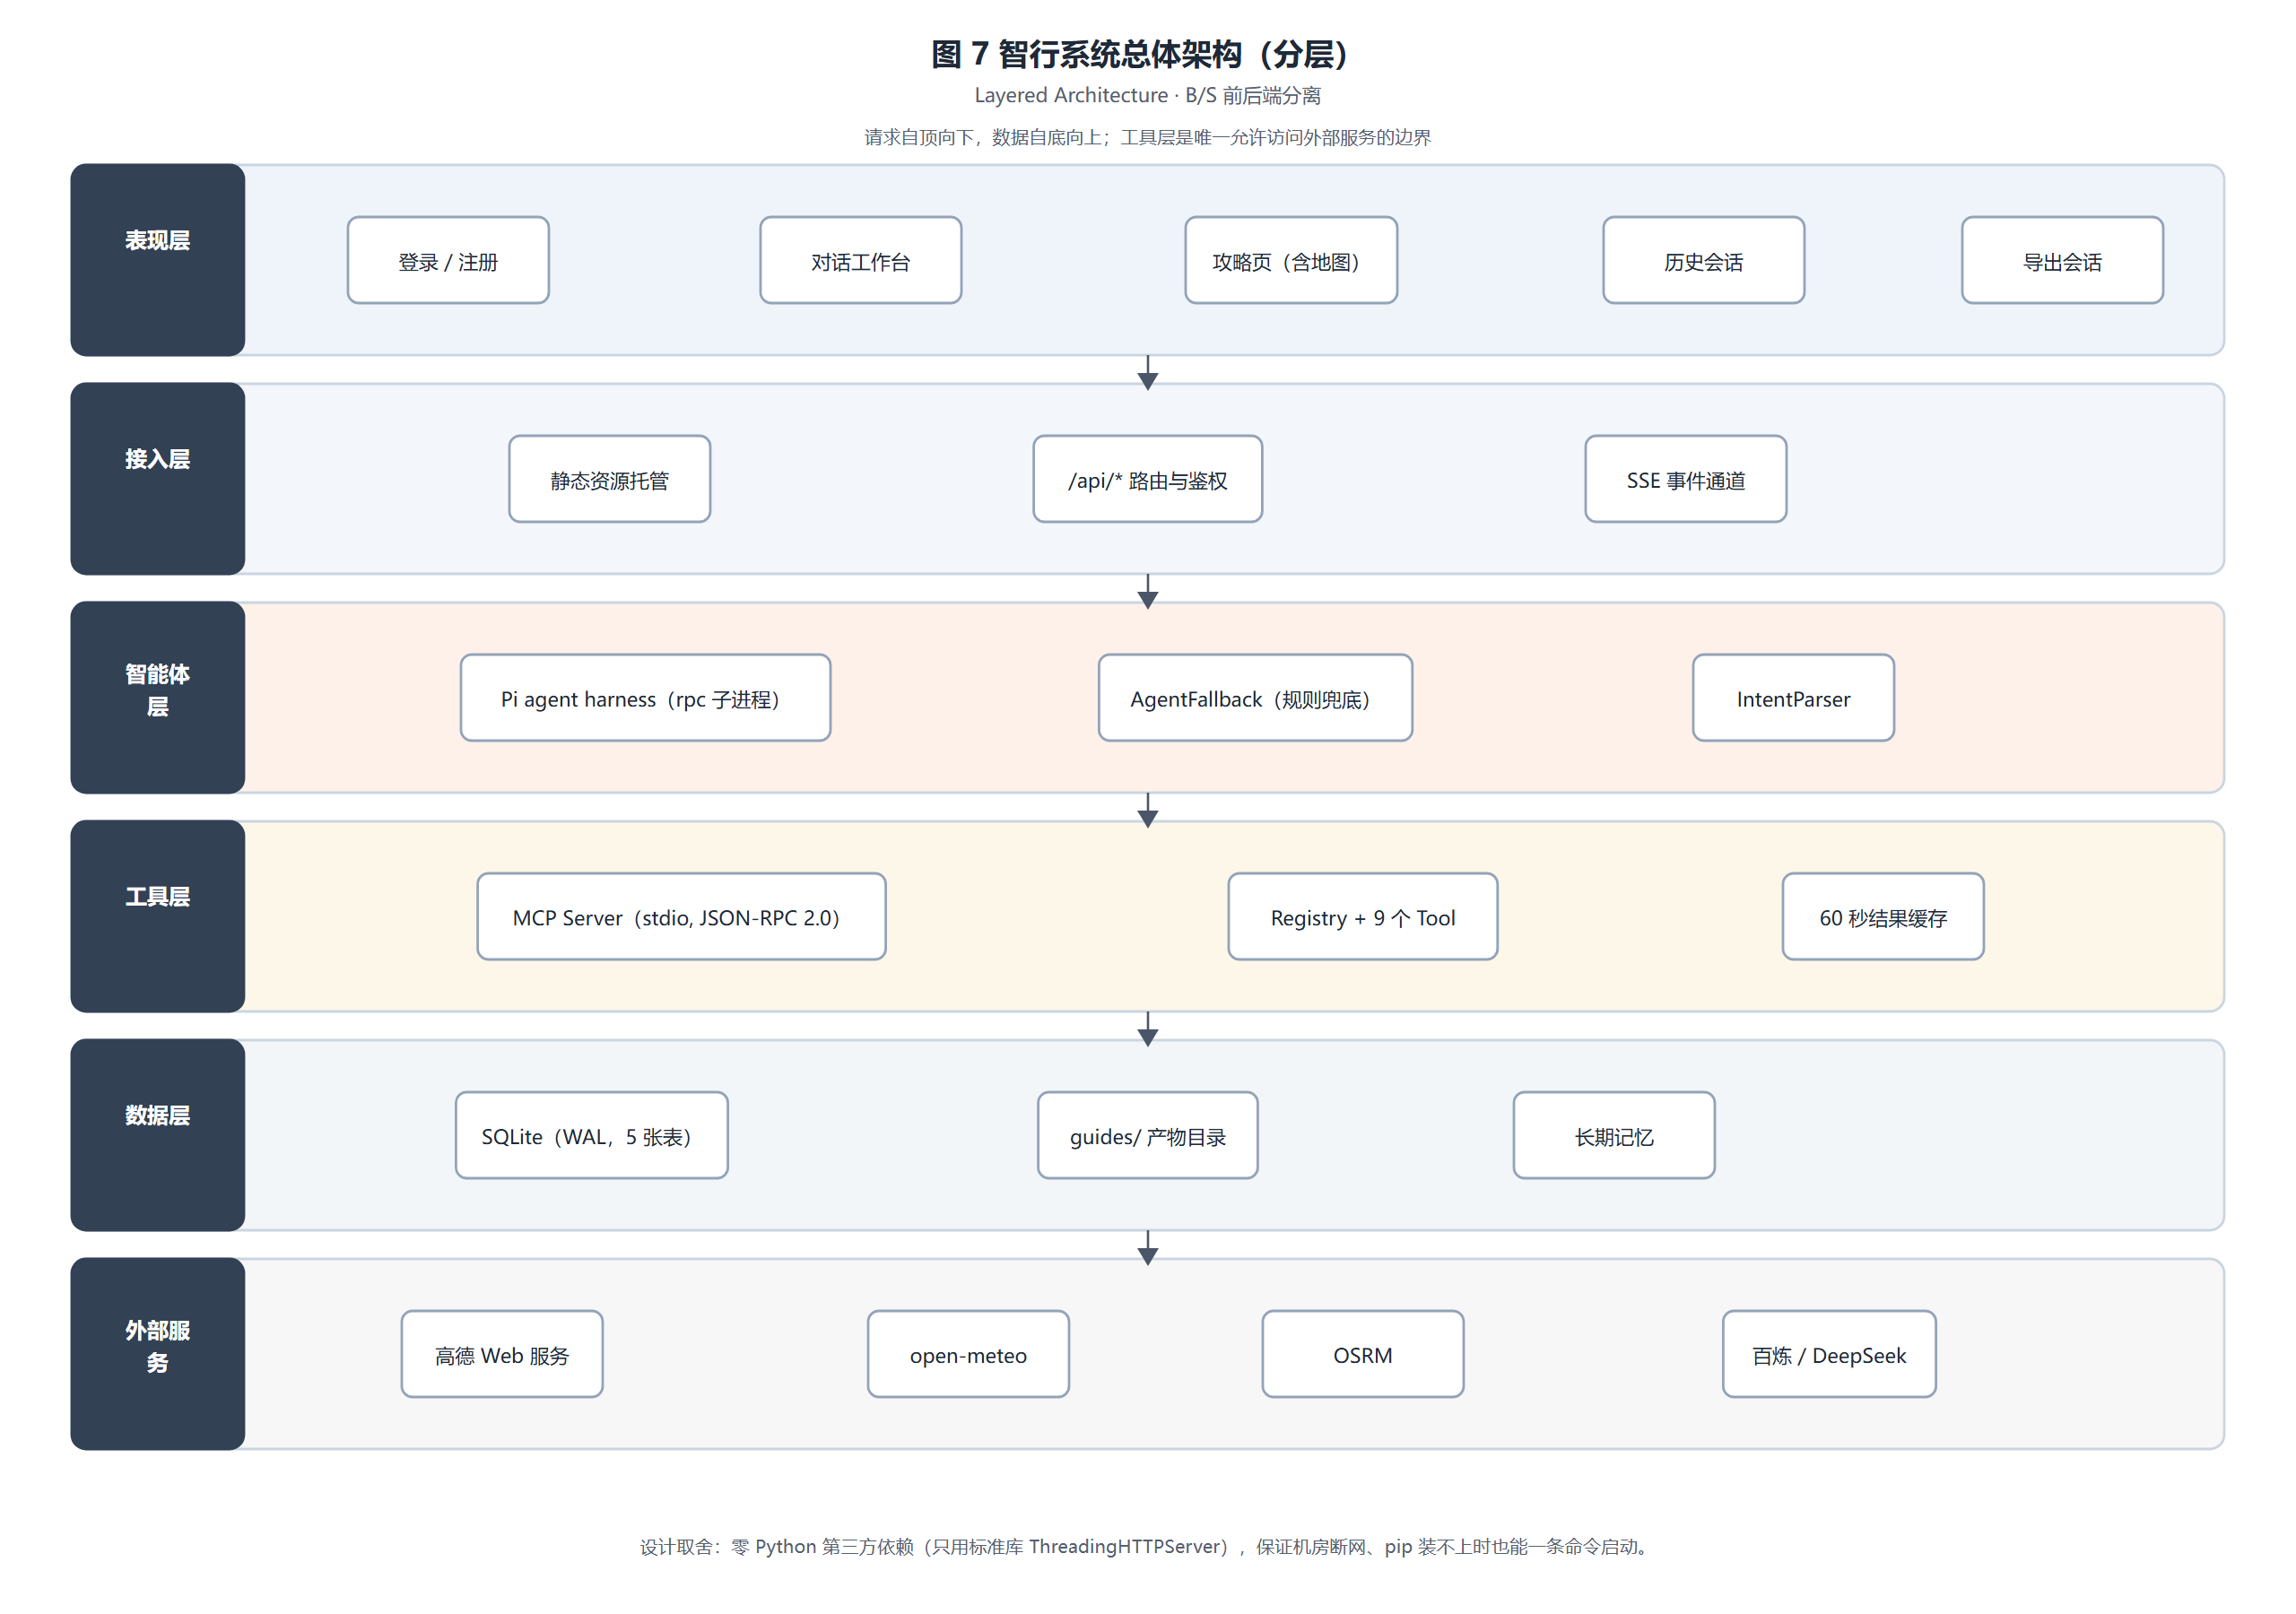 图 7 智行系统总体架构（分层）
Layered Architecture · B/S 前后端分离
请求自顶向下，数据自底向上；工具层是唯一允许访问外部服务的边界
表现层
登录 / 注册
对话工作台
攻略页（含地图）
历史会话
导出会话
接入层
静态资源托管
/api/* 路由与鉴权
SSE 事件通道
智能体
层
Pi agent harness（rpc 子进程）
AgentFallback（规则兜底）
IntentParser
工具层
MCP Server（stdio, JSON-RPC 2.0）
Registry + 9 个 Tool
60 秒结果缓存
数据层
SQLite（WAL，5 张表）
guides/ 产物目录
长期记忆
外部服
务
高德 Web 服务
open-meteo
OSRM
百炼 / DeepSeek
设计取舍：零 Python 第三方依赖（只用标准库 ThreadingHTTPServer），保证机房断网、pip 装不上时也能一条命令启动。